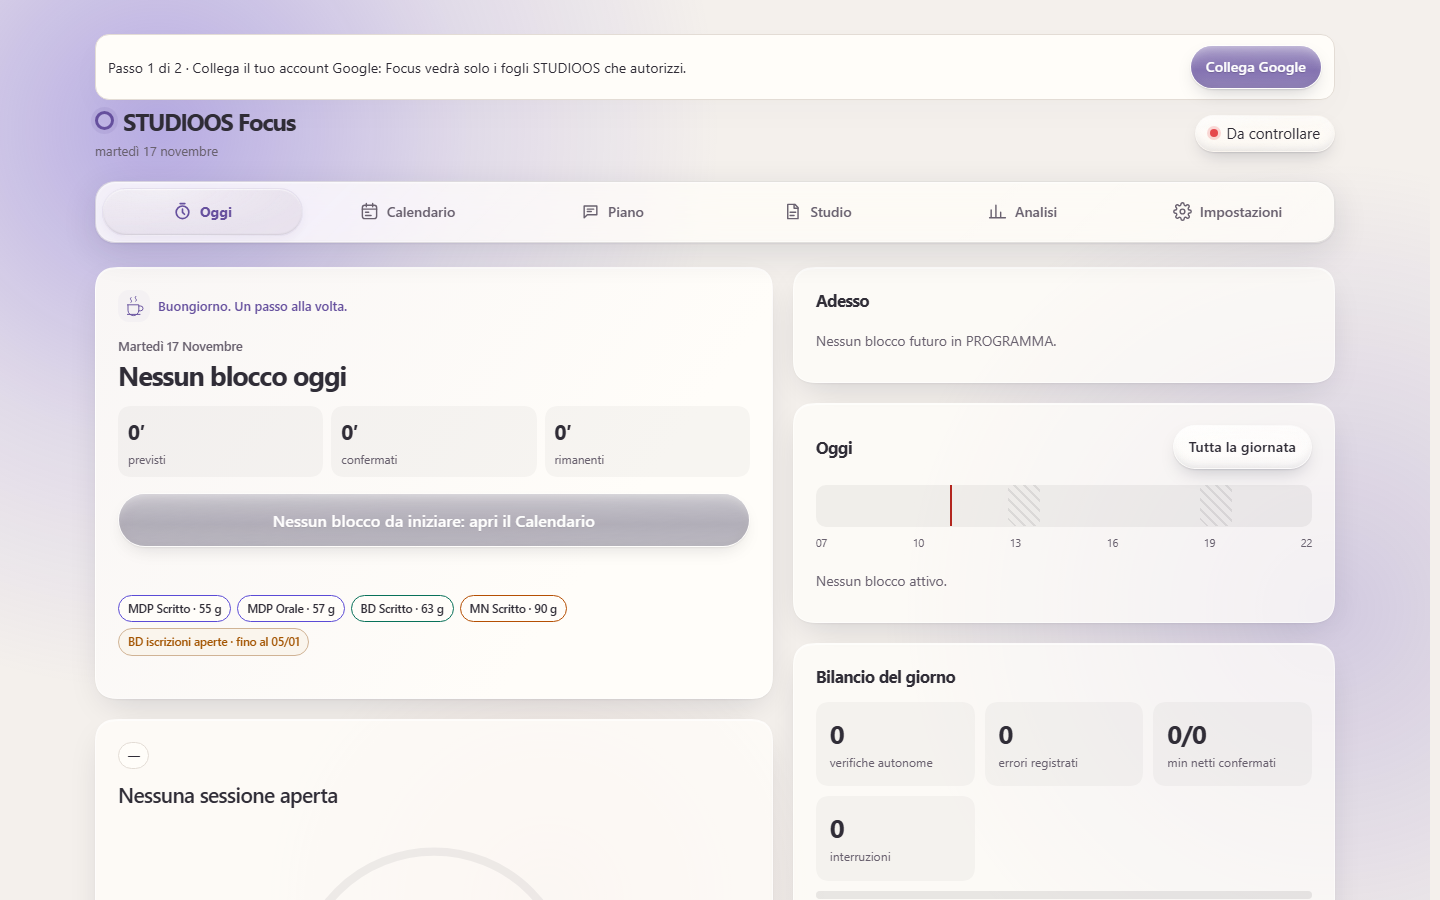 Passo 1 di 2 · Collega il tuo account Google: Focus vedrà solo i fogli STUDIOOS che autorizzi.
Collega Google
STUDIOOS Focus
martedì 17 novembre
Da controllare
Oggi
Calendario
Piano
Studio
Analisi
Impostazioni
Buongiorno. Un passo alla volta.
Martedì 17 Novembre
Nessun blocco oggi
0′
previsti
0′
confermati
0′
rimanenti
Nessun blocco da iniziare: apri il Calendario
MDP Scritto · 55 g
MDP Orale · 57 g
BD Scritto · 63 g
MN Scritto · 90 g
BD iscrizioni aperte · fino al 05/01
—
Nessuna sessione aperta
Adesso
Nessun blocco futuro in PROGRAMMA.
Oggi
Tutta la giornata
07 10 13 16 19 22
Nessun blocco attivo.
Bilancio del giorno
0
verifiche autonome
0
errori registrati
0/0
min netti confermati
0
interruzioni